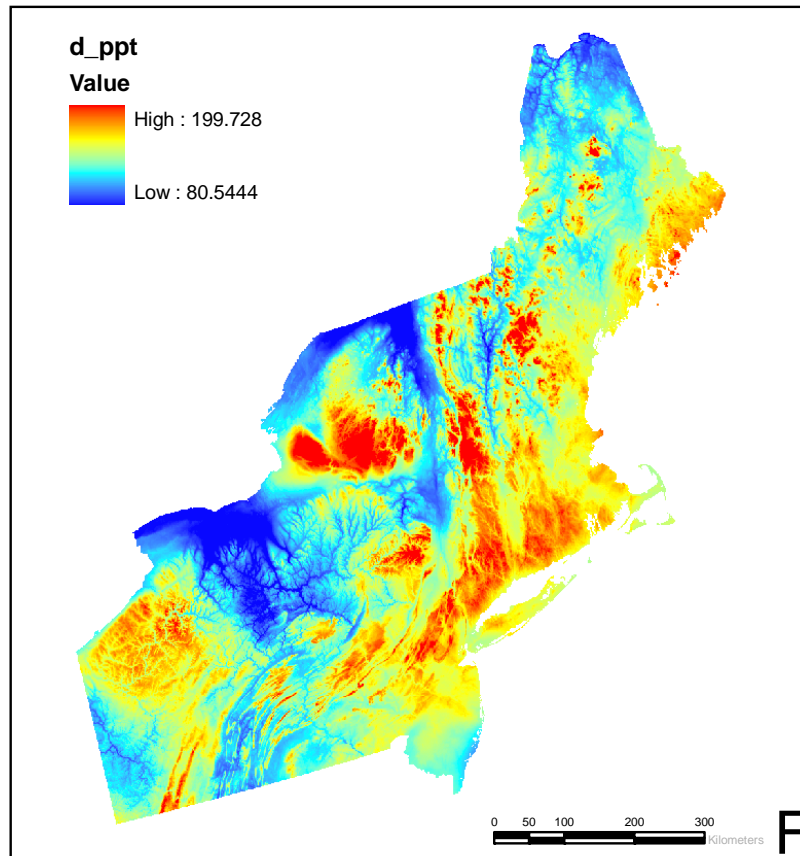 d_ppt
Value
High : 199.728
Low : 80.5444
0 50 100 200 300
Kilometers
F